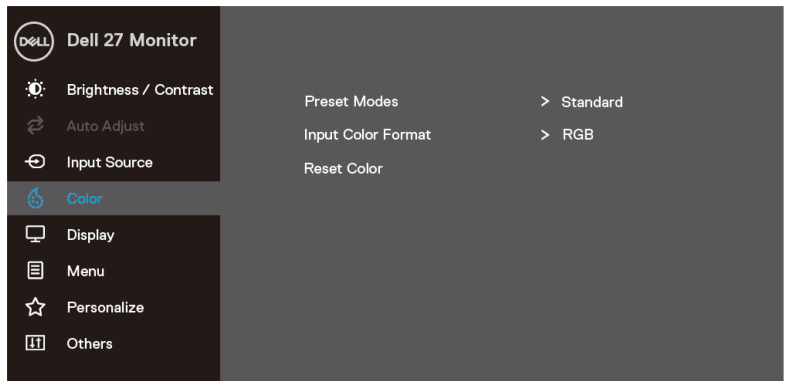 DELL Dell 27 Monitor
Brightness / Contrast
Auto Adjust
Input Source
Color
Display
Menu
Personalize
Others
Preset Modes > Standard
Input Color Format > RGB
Reset Color